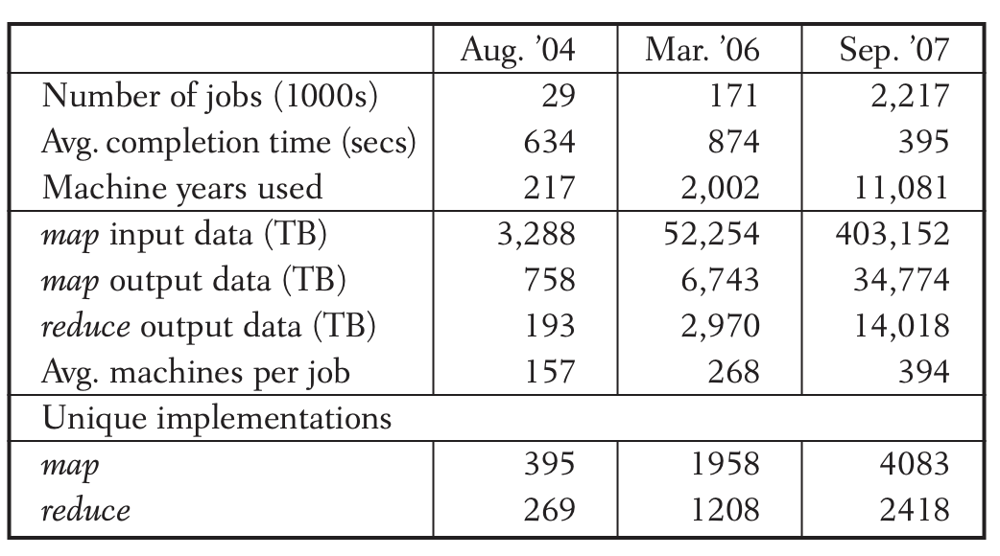 Aug. ’04 Mar. ’06 Sep. ’07
Number of jobs (1000s) 29 171 2,217
Avg. completion time (secs) 634 874 395
Machine years used 217 2,002 11,081
map input data (TB) 3,288 52,254 403,152
map output data (TB) 758 6,743 34,774
reduce output data (TB) 193 2,970 14,018
Avg. machines per job 157 268 394
Unique implementations
map 395 1958 4083
reduce 269 1208 2418